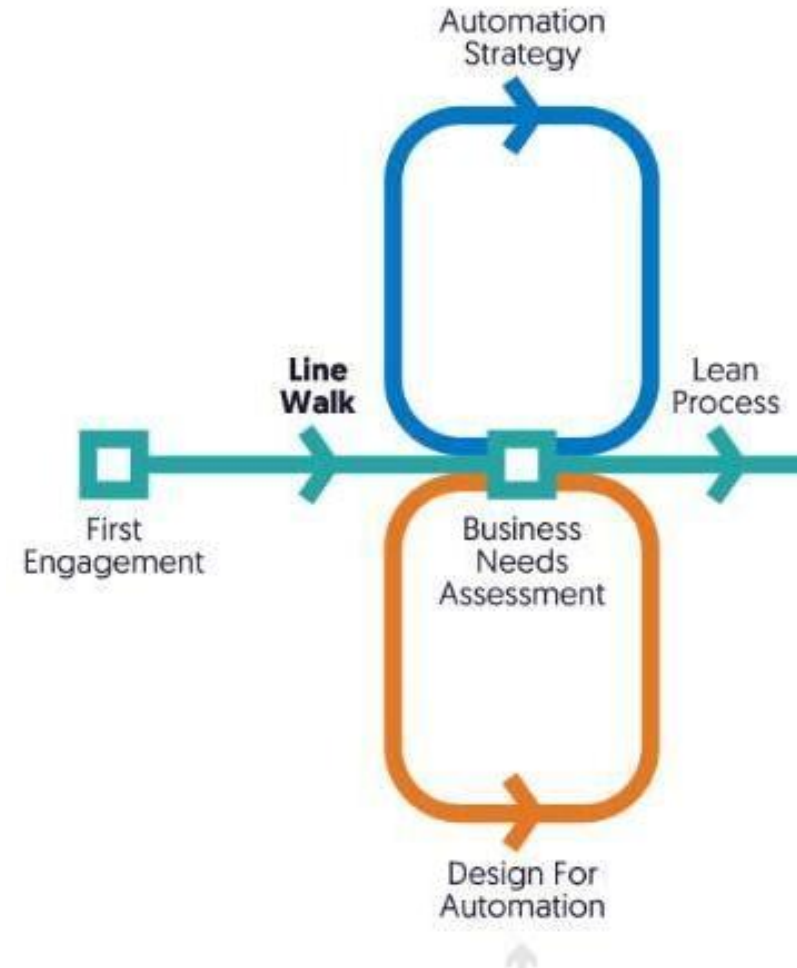 Automation
Strategy
Line
Walk
Lean
Process
First
Engagement
Business
Needs
Assessment
Design For
Automation